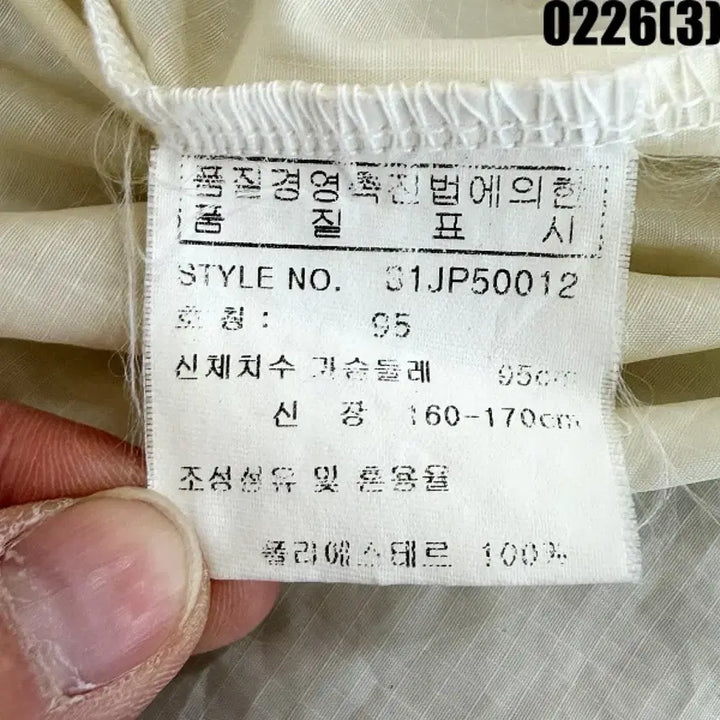 0226(3)
품질경영촉진법에의한
품 질 표 시
STYLE NO. S1JP50012
호칭: 95
신체치수 가슴둘레 95cm
신 장 160-170cm
조성섬유 및 혼용율
폴리에스테르 100%